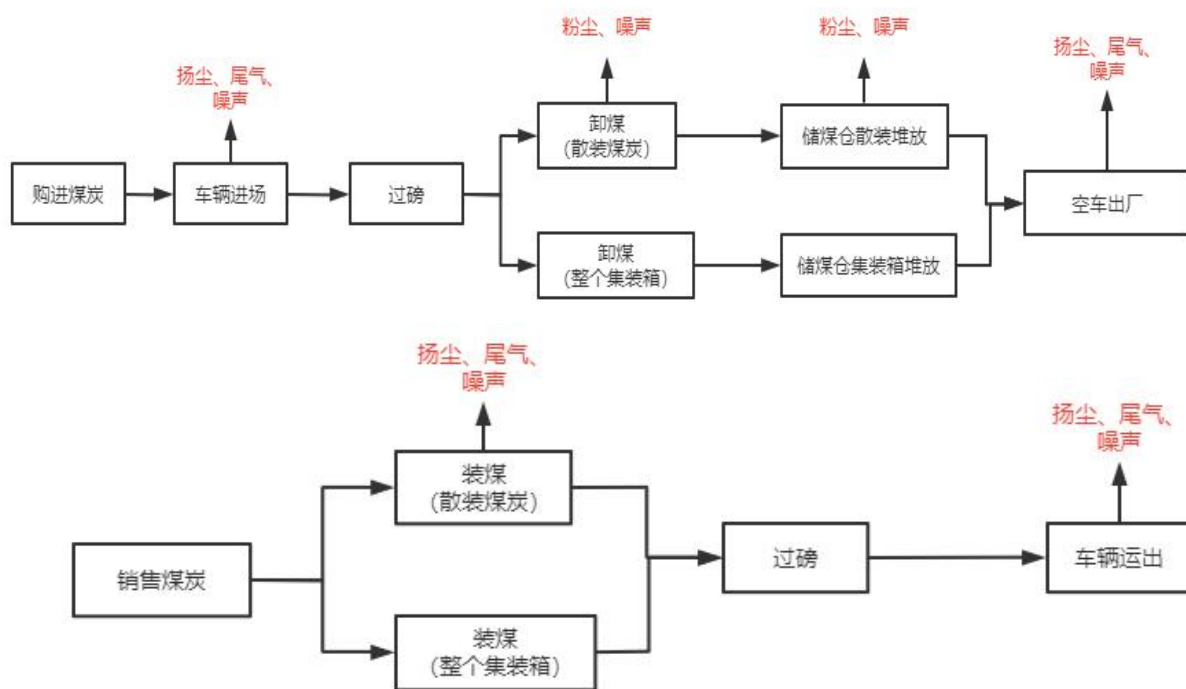 扬尘、尾气、
噪声
粉尘、噪声
粉尘、噪声
扬尘、尾气、
噪声
购进煤炭
车辆进场
过磅
卸煤
(散装煤炭)
储煤仓散装堆放
卸煤
(整个集装箱)
储煤仓集装箱堆放
空车出厂
扬尘、尾气、
噪声
扬尘、尾气、
噪声
销售煤炭
装煤
(散装煤炭)
装煤
(整个集装箱)
过磅
车辆运出